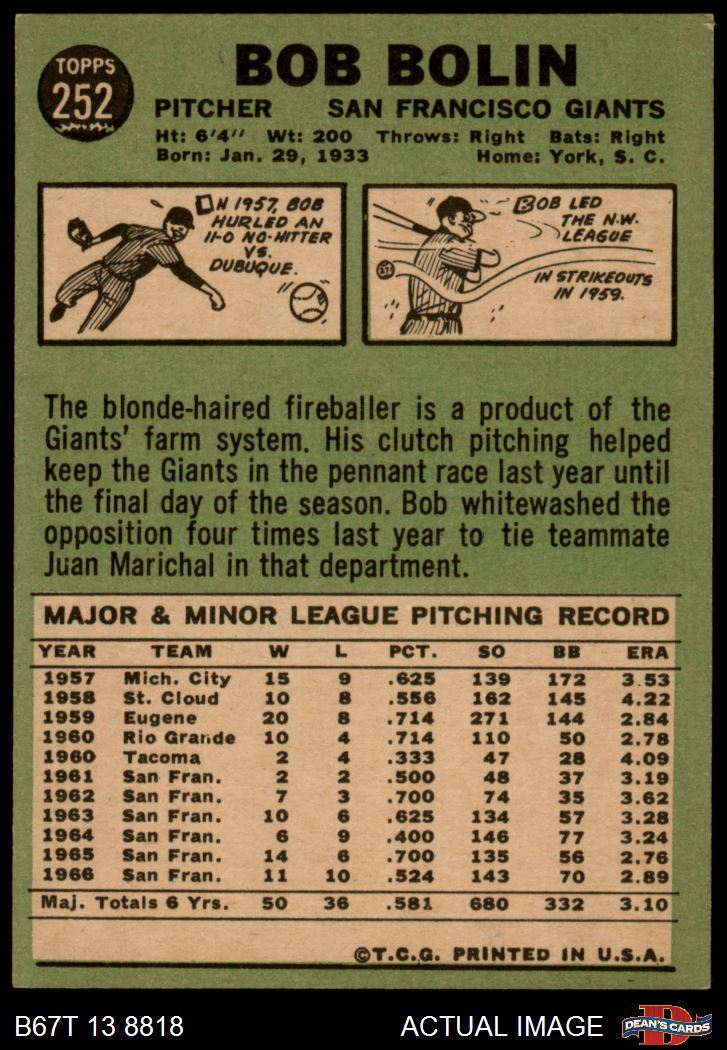 TOPPS
252
BOB BOLIN
PITCHER SAN FRANCISCO GIANTS
Ht: 6'4" Wt: 200 Throws: Right Bats: Right
Born: Jan. 29, 1933 Home: York, S. C.
IN 1957, BOB
HURLED AN
11-0 NO-HITTER
VS.
DUBUQUE.
BOB LED
THE N.W.
LEAGUE
IN STRIKEOUTS
IN 1959.
37
The blonde-haired fireballer is a product of the
Giants' farm system. His clutch pitching helped
keep the Giants in the pennant race last year until
the final day of the season. Bob whitewashed the
opposition four times last year to tie teammate
Juan Marichal in that department.
MAJOR & MINOR LEAGUE PITCHING RECORD
YEAR TEAM W L PCT. SO BB ERA
1957 Mich. City 15 9 .625 139 172 3.53
1958 St. Cloud 10 8 .556 162 145 4.22
1959 Eugene 20 8 .714 271 144 2.84
1960 Rio Grande 10 4 .714 110 50 2.78
1960 Tacoma 2 4 .333 47 28 4.09
1961 San Fran. 2 2 .500 48 37 3.19
1962 San Fran. 7 3 .700 74 35 3.62
1963 San Fran. 10 6 .625 134 57 3.28
1964 San Fran. 6 9 .400 146 77 3.24
1965 San Fran. 14 6 .700 135 56 2.76
1966 San Fran. 11 10 .524 143 70 2.89
Maj. Totals 6 Yrs. 50 36 .581 680 332 3.10
©T.C.G. PRINTED IN U.S.A.
B67T 13 8818 ACTUAL IMAGE
D
DEAN'S CARDS